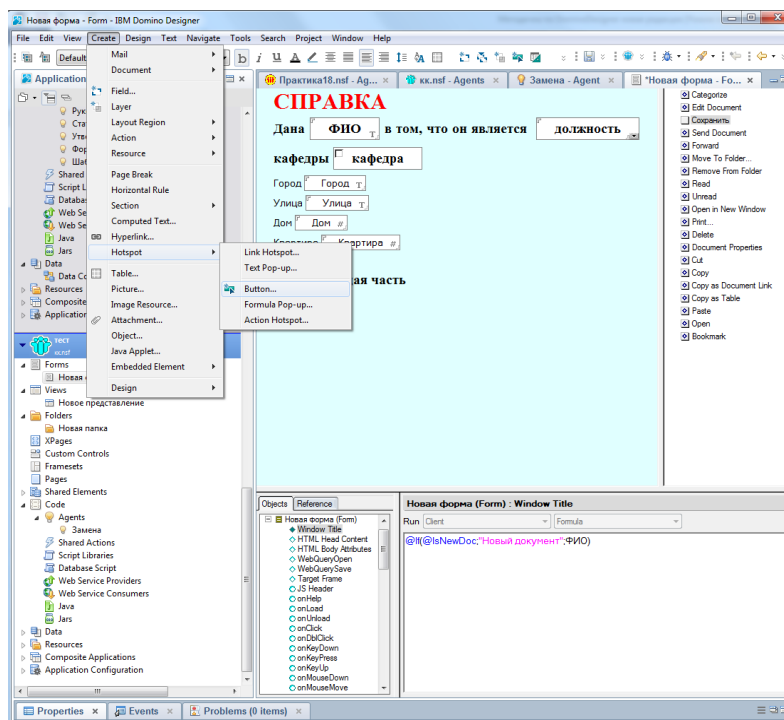 Новая форма - Form - IBM Domino Designer
File Edit View Create Design Text Navigate Tools Search Project Window Help
Default
b i U A
Application
Практика18.nsf - Ag...
кк.nsf - Agents
Замена - Agent
*Новая форма - Fo...
Mail
Document
Field...
Layer
Layout Region
Action
Resource
Page Break
Horizontal Rule
Section
Computed Text...
Hyperlink...
Hotspot
Table...
Picture...
Image Resource...
Attachment...
Object...
Java Applet...
Embedded Element
Design
Link Hotspot...
Text Pop-up...
Button...
Formula Pop-up...
Action Hotspot...
Рук
Ста
Утв
Фор
Шаб
Shared
Script L
Databas
Web Se
Web Se
Java
Jars
Data
Data Co
Resources
Composite
Application
тест
кк.nsf
Forms
Новая
Views
Новое представление
Folders
Новая папка
XPages
Custom Controls
Framesets
Pages
Shared Elements
Code
Agents
Замена
Shared Actions
Script Libraries
Database Script
Web Service Providers
Web Service Consumers
Java
Jars
Data
Resources
Composite Applications
Application Configuration
СПРАВКА
Дана ФИО T в том, что он является должность
кафедры кафедра
Город Город T
Улица Улица T
Дом Дом #
Квартира Квартира #
ая часть
Categorize
Edit Document
Сохранить
Send Document
Forward
Move To Folder...
Remove From Folder
Read
Unread
Open in New Window
Print...
Delete
Document Properties
Cut
Copy
Copy as Document Link
Copy as Table
Paste
Open
Bookmark
Objects Reference
Новая форма (Form)
Window Title
HTML Head Content
HTML Body Attributes
WebQueryOpen
WebQuerySave
Target Frame
JS Header
onHelp
onLoad
onUnload
onClick
onDblClick
onKeyDown
onKeyPress
onKeyUp
onMouseDown
onMouseMove
Новая форма (Form) : Window Title
Run Client Formula
@If(@IsNewDoc;"Новый документ";ФИО)
Properties Events Problems (0 items)